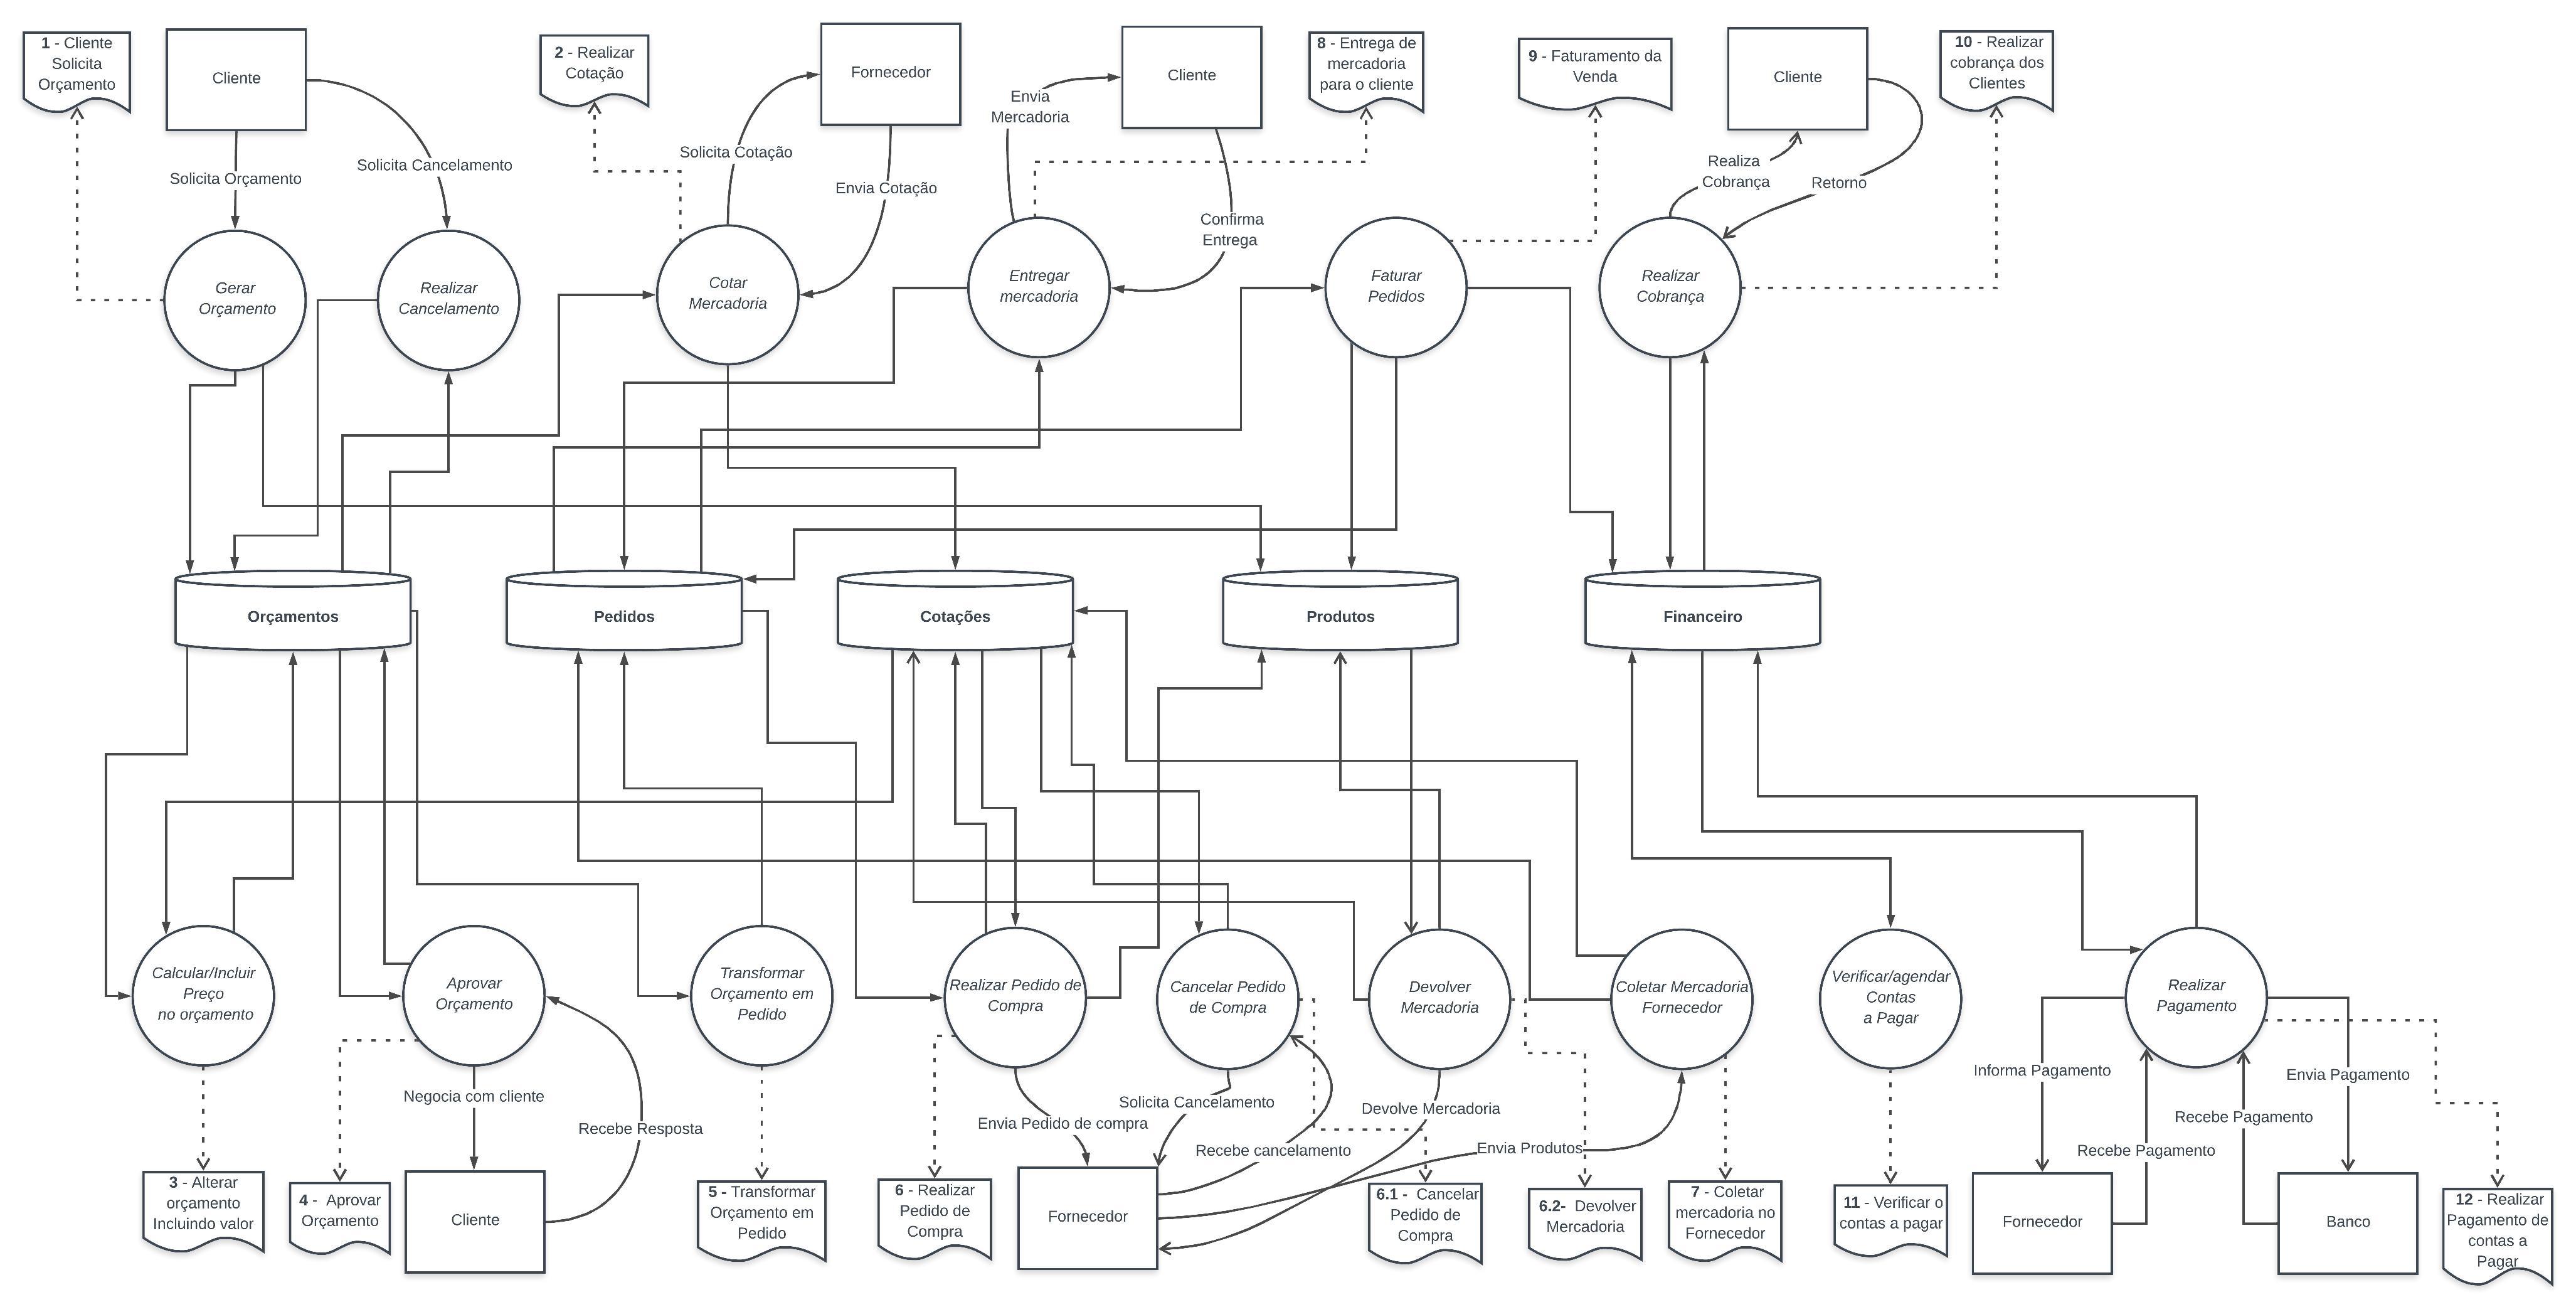 1 - Cliente
Solicita
Orçamento
Cliente
2 - Realizar
Cotação
Fornecedor
Cliente
8 - Entrega de
mercadoria
para o cliente
9 - Faturamento da
Venda
Cliente
10 - Realizar
cobrança dos
Clientes
Solicita Orçamento
Solicita Cancelamento
Solicita Cotação
Envia Cotação
Envia
Mercadoria
Confirma
Entrega
Realiza
Cobrança
Retorno
Gerar
Orçamento
Realizar
Cancelamento
Cotar
Mercadoria
Entregar
mercadoria
Faturar
Pedidos
Realizar
Cobrança
Orçamentos
Pedidos
Cotações
Produtos
Financeiro
Calcular/Incluir
Preço
no orçamento
Aprovar
Orçamento
Transformar
Orçamento em
Pedido
Realizar Pedido de
Compra
Cancelar Pedido
de Compra
Devolver
Mercadoria
Coletar Mercadoria
Fornecedor
Verificar/agendar
Contas
a Pagar
Realizar
Pagamento
Negocia com cliente
Recebe Resposta
Envia Pedido de compra
Solicita Cancelamento
Recebe cancelamento
Devolve Mercadoria
Envia Produtos
Informa Pagamento
Recebe Pagamento
Recebe Pagamento
Envia Pagamento
3 - Alterar
orçamento
Incluindo valor
4 - Aprovar
Orçamento
Cliente
5 - Transformar
Orçamento em
Pedido
6 - Realizar
Pedido de
Compra
Fornecedor
6.1 - Cancelar
Pedido de
Compra
6.2- Devolver
Mercadoria
7 - Coletar
mercadoria no
Fornecedor
11 - Verificar o
contas a pagar
Fornecedor
Banco
12 - Realizar
Pagamento de
contas a
Pagar